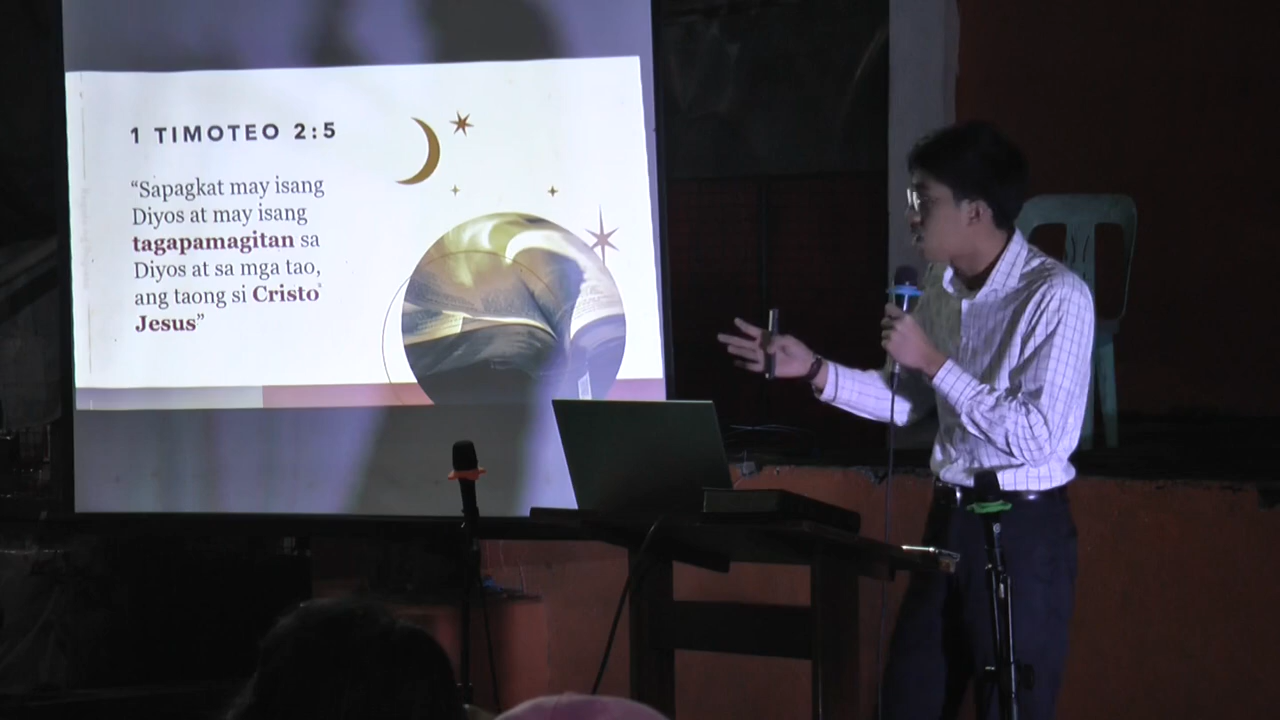 1 TIMOTEO 2:5
“Sapagkat may isang
Diyos at may isang
tagapamagitan sa
Diyos at sa mga tao,
ang taong si Cristo
Jesus”